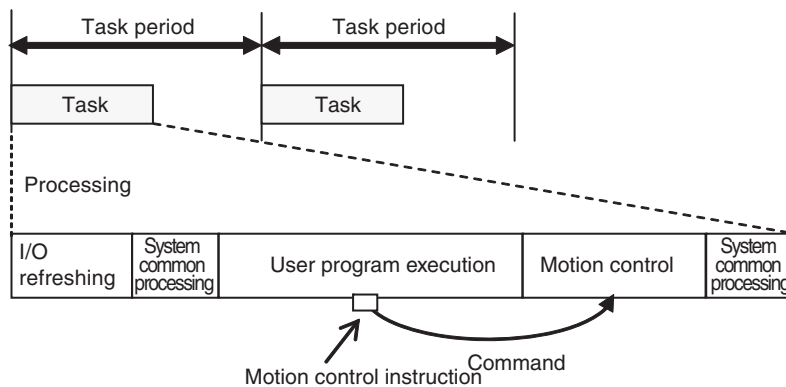 Task period
Task period
Task
Task
Processing
I/O
refreshing
System
common
processing
User program execution
Motion control
System
common
processing
Command
Motion control instruction